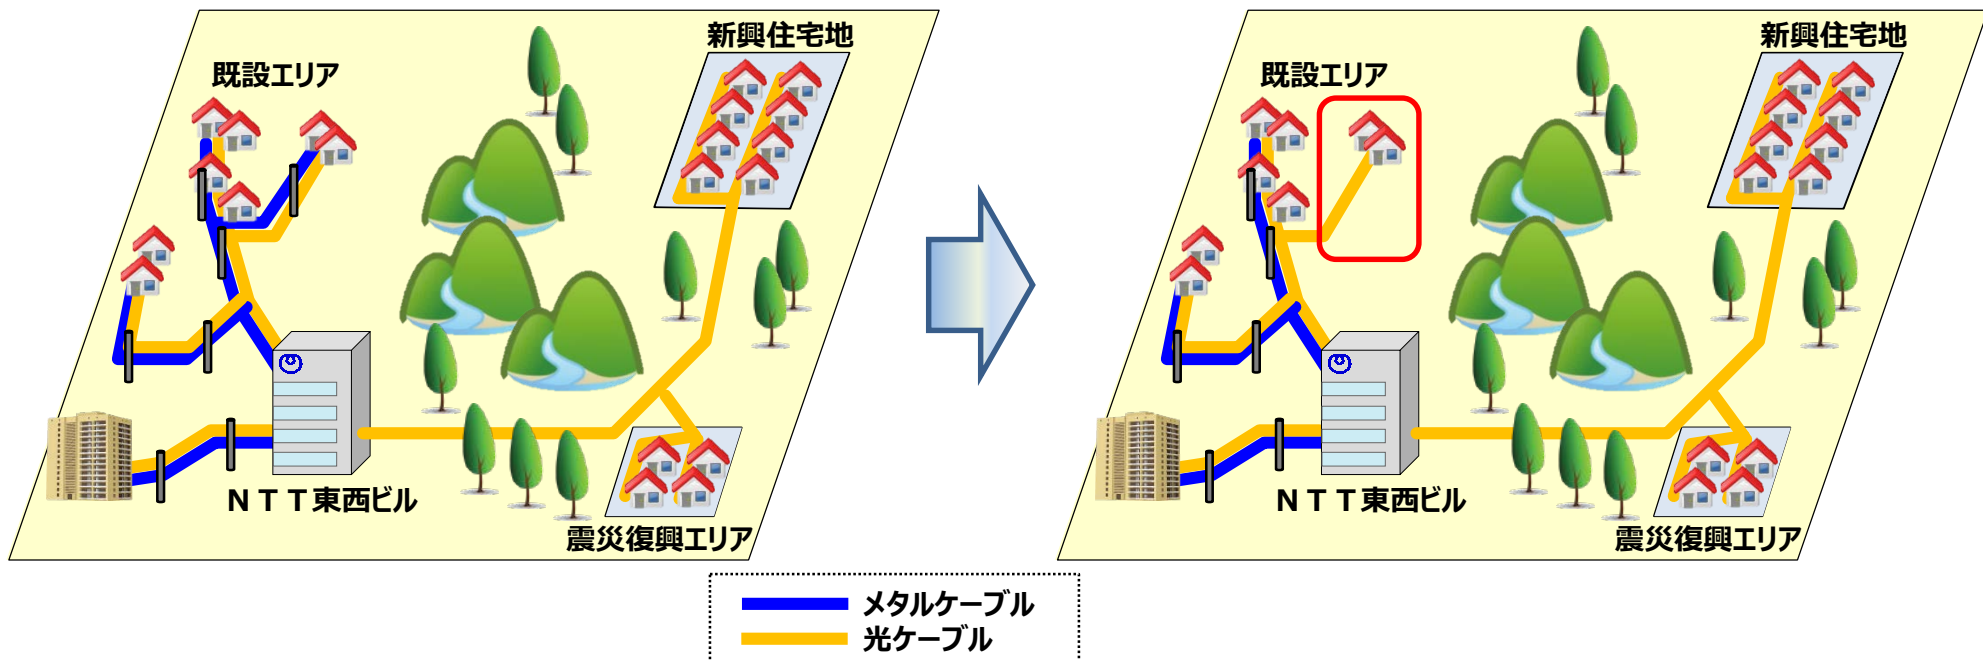 新興住宅地
既設エリア
ＮＴＴ東西ビル
震災復興エリア
新興住宅地
既設エリア
ＮＴＴ東西ビル
震災復興エリア
メタルケーブル
光ケーブル